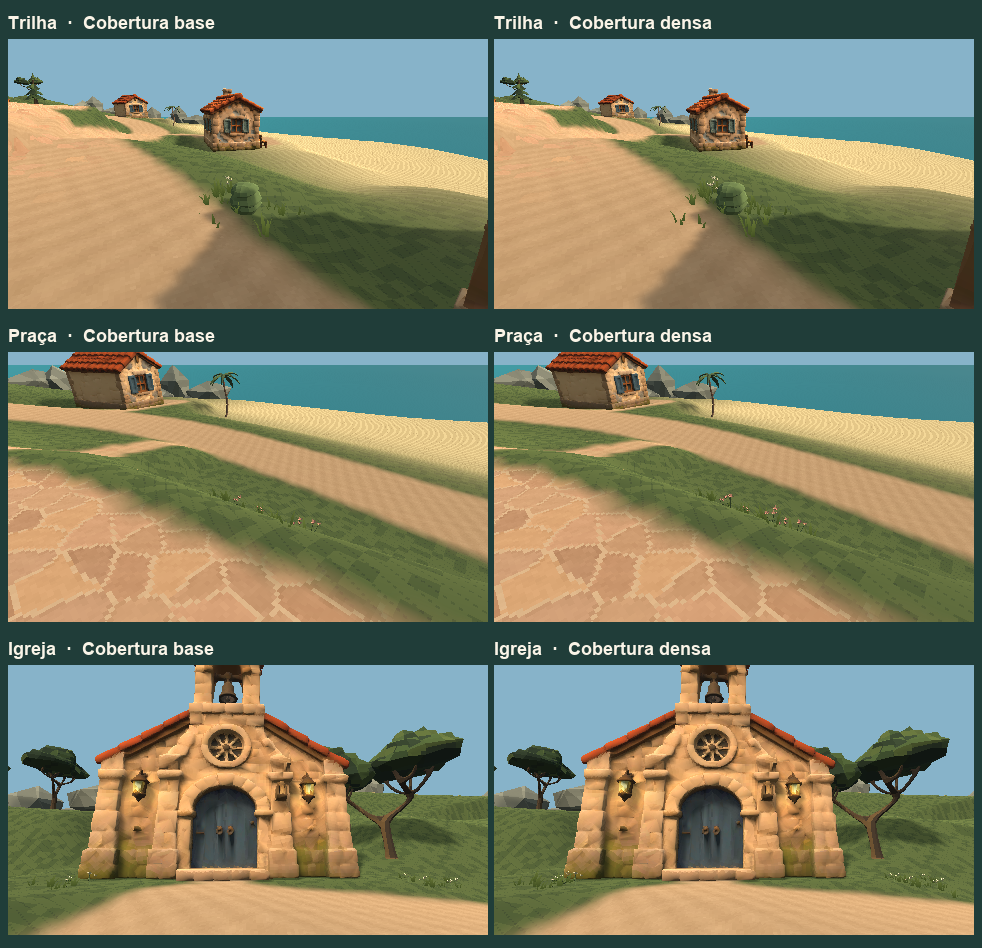 Trilha · Cobertura base
Trilha · Cobertura densa
Praça · Cobertura base
Praça · Cobertura densa
Igreja · Cobertura base
Igreja · Cobertura densa